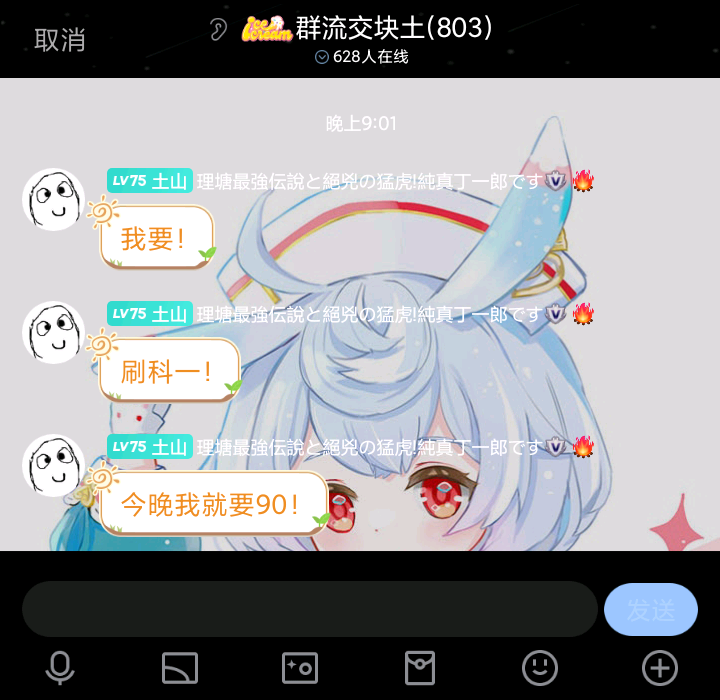 取消
ice cream 群流交块土(803)
628人在线
晚上9:01
LV75 土山 理塘最強伝說と絕兇の猛虎!純真丁一郎です
我要！
LV75 土山 理塘最強伝說と絕兇の猛虎!純真丁一郎です
刷科一！
LV75 土山 理塘最強伝說と絕兇の猛虎!純真丁一郎です
今晚我就要90！
发送